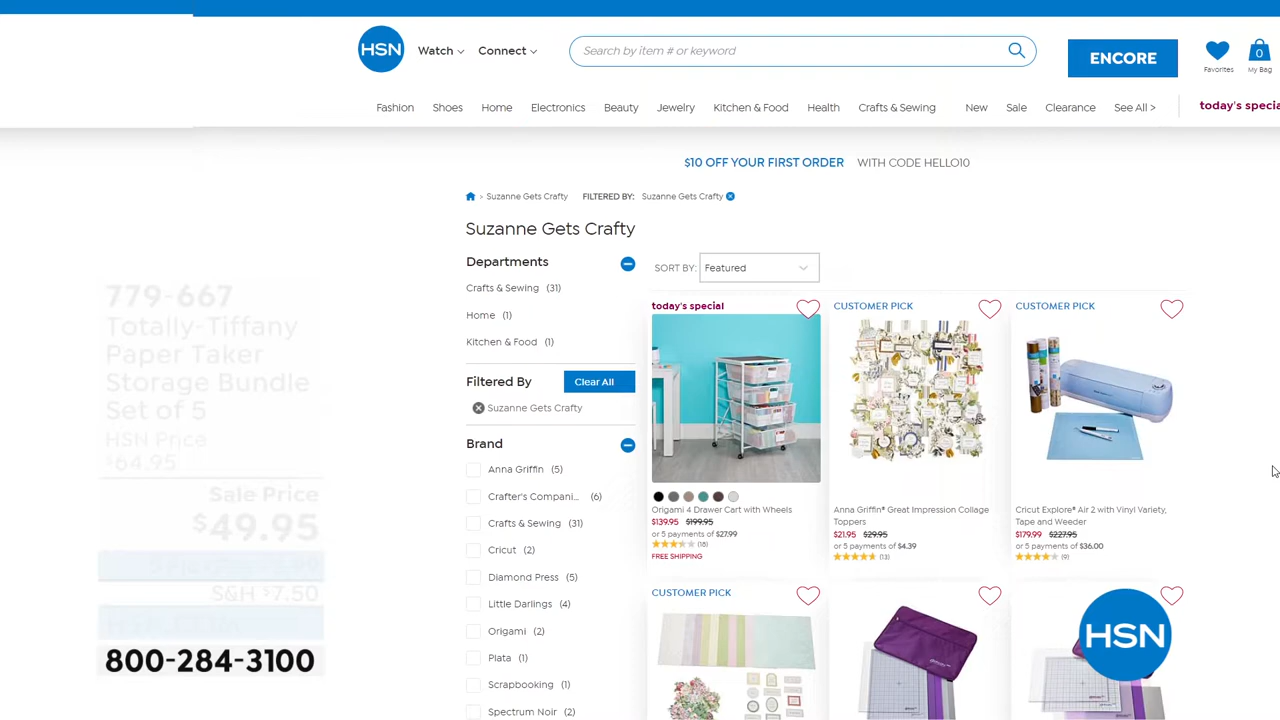 HSN
Watch
Connect
Search by item # or keyword
ENCORE
Favorites
0
My Bag
Fashion
Shoes
Home
Electronics
Beauty
Jewelry
Kitchen & Food
Health
Crafts & Sewing
New
Sale
Clearance
See All >
today's specia
$10 OFF YOUR FIRST ORDER WITH CODE HELLO10
> Suzanne Gets Crafty FILTERED BY: Suzanne Gets Crafty
Suzanne Gets Crafty
Departments
Crafts & Sewing (31)
Home (1)
Kitchen & Food (1)
Filtered By
Clear All
Suzanne Gets Crafty
Brand
Anna Griffin (5)
Crafter's Compani... (6)
Crafts & Sewing (31)
Cricut (2)
Diamond Press (5)
Little Darlings (4)
Origami (2)
Plata (1)
Scrapbooking (1)
Spectrum Noir (2)
SORT BY: Featured
today's special
Origami 4 Drawer Cart with Wheels
$139.95 $199.95
or 5 payments of $27.99
(18)
FREE SHIPPING
CUSTOMER PICK
Anna Griffin® Great Impression Collage
Toppers
$21.95 $29.95
or 5 payments of $4.39
(13)
CUSTOMER PICK
Cricut Explore® Air 2 with Vinyl Variety,
Tape and Weeder
$179.99 $227.95
or 5 payments of $36.00
(9)
CUSTOMER PICK
HSN
779-667
Totally-Tiffany
Paper Taker
Storage Bundle
Set of 5
HSN Price
$64.95
Sale Price
$49.95
S&H $7.50
HSN.COM
800-284-3100